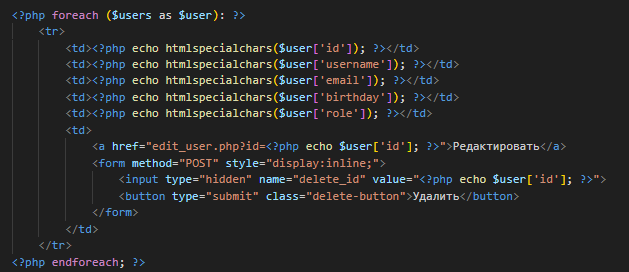 <?php foreach ($users as $user): ?>
<tr>
<td><?php echo htmlspecialchars($user['id']); ?></td>
<td><?php echo htmlspecialchars($user['username']); ?></td>
<td><?php echo htmlspecialchars($user['email']); ?></td>
<td><?php echo htmlspecialchars($user['birthday']); ?></td>
<td><?php echo htmlspecialchars($user['role']); ?></td>
<td>
<a href="edit_user.php?id=<?php echo $user['id']; ?>">Редактировать</a>
<form method="POST" style="display:inline;">
<input type="hidden" name="delete_id" value="<?php echo $user['id']; ?>">
<button type="submit" class="delete-button">Удалить</button>
</form>
</td>
</tr>
<?php endforeach; ?>